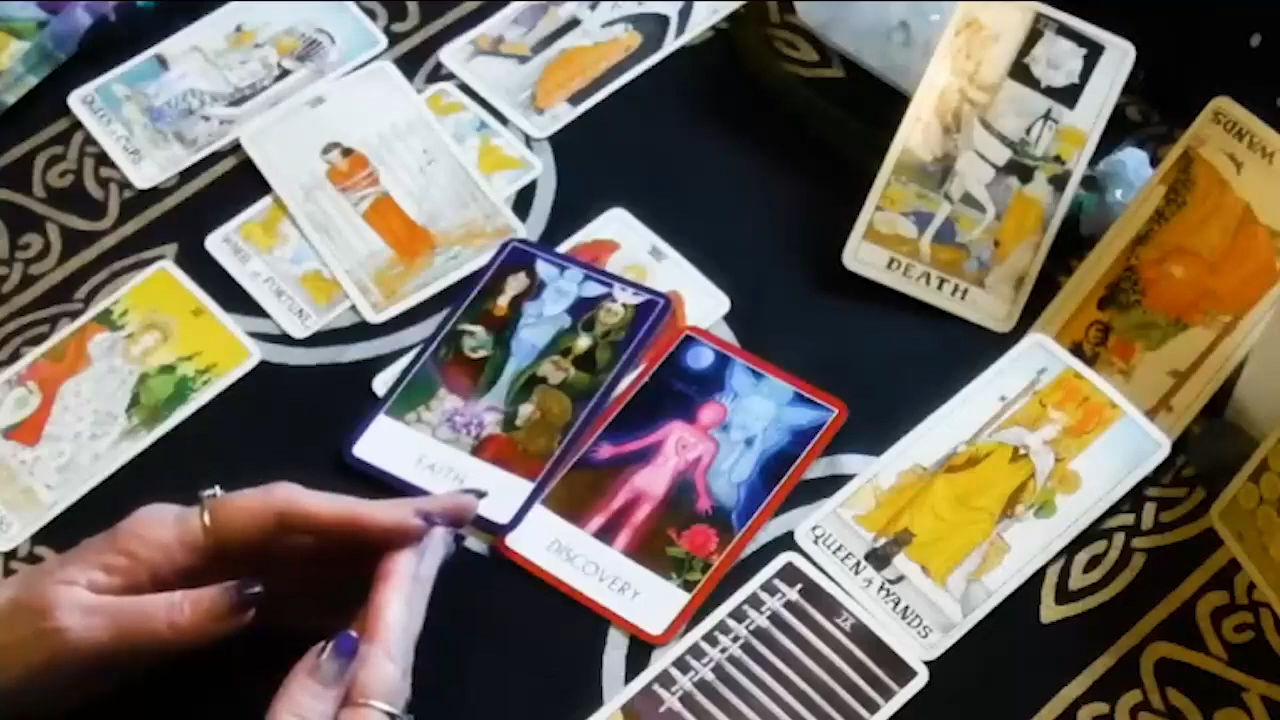 QUEEN of CUPS
WHEEL of FORTUNE
DEATH
WANDS
FAITH
DISCOVERY
QUEEN of WANDS
IX